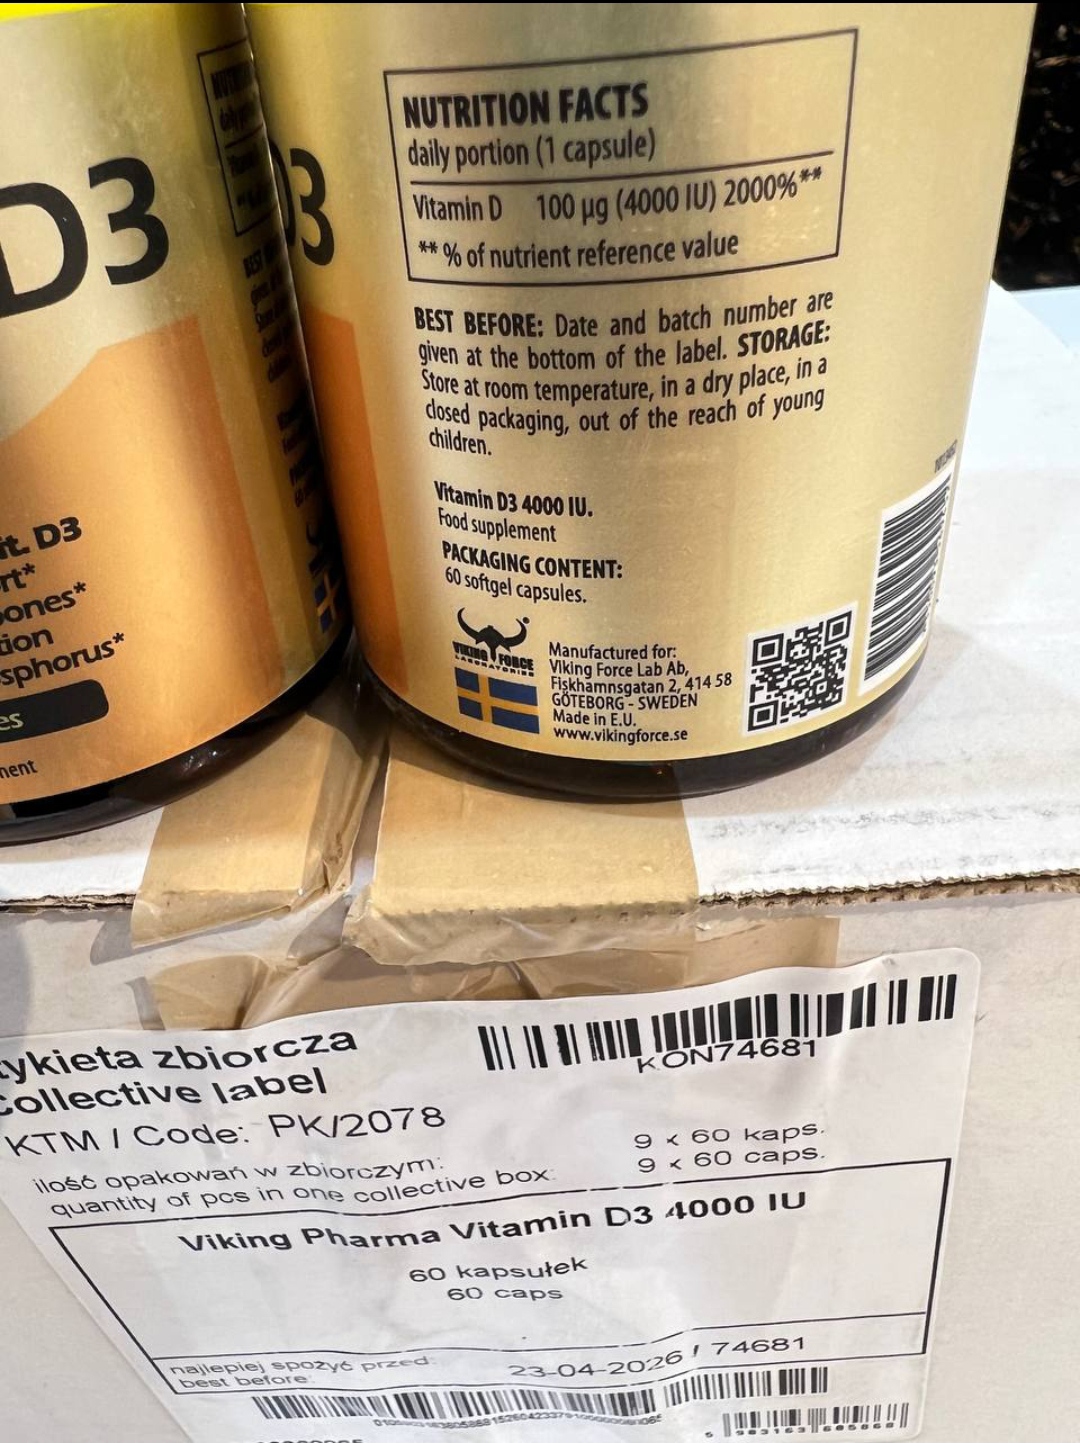 D3
it. D3
rt*
bones*
tion
sphorus*
es
ment
D3
NUTRITION FACTS
daily portion (1 capsule)
Vitamin D 100 µg (4000 IU) 2000%**
** % of nutrient reference value
BEST BEFORE: Date and batch number are
given at the bottom of the label. STORAGE:
Store at room temperature, in a dry place, in a
closed packaging, out of the reach of young
children.
Vitamin D3 4000 IU.
Food supplement
PACKAGING CONTENT:
60 softgel capsules.
VIKING FORCE
LABORATORIES
Manufactured for:
Viking Force Lab Ab,
Fiskhamnsgatan 2, 414 58
GÖTEBORG - SWEDEN
Made in E.U.
www.vikingforce.se
tykieta zbiorcza
Collective label
KON74681
KTM / Code: PK/2078
ilość opakowań w zbiorczym: 9 x 60 kaps.
quantity of pcs in one collective box: 9 x 60 caps.
Viking Pharma Vitamin D3 4000 IU
60 kapsułek
60 caps
najlepiej spożyć przed:
best before: 23-04-2026 / 74681